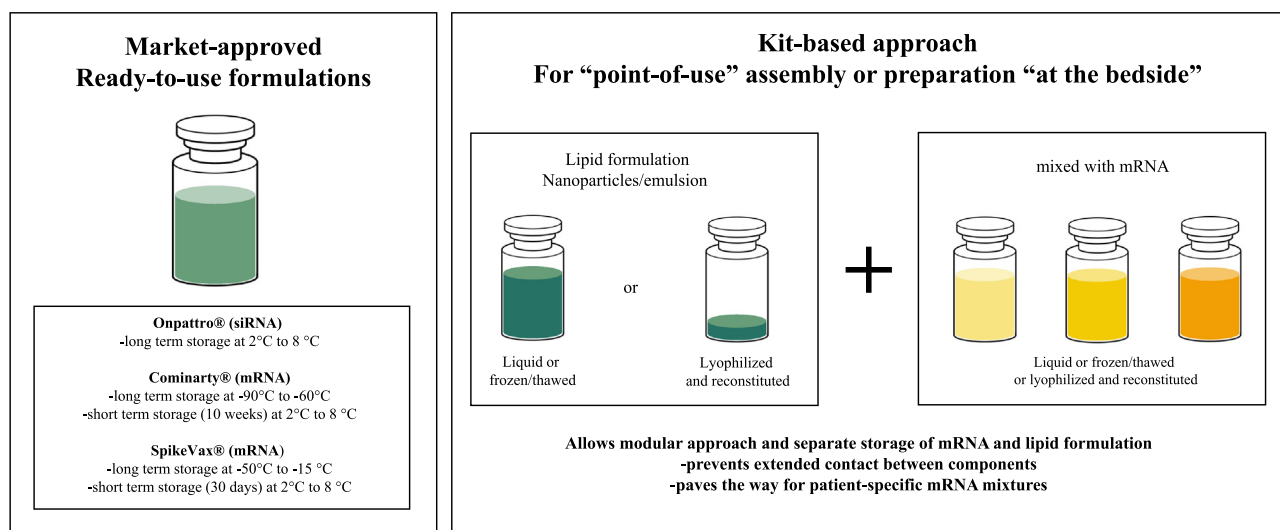 Market-approved
Ready-to-use formulations
Onpattro® (siRNA)
-long term storage at 2°C to 8 °C
Cominarty® (mRNA)
-long term storage at -90°C to -60°C
-short term storage (10 weeks) at 2°C to 8 °C
SpikeVax® (mRNA)
-long term storage at -50°C to -15 °C
-short term storage (30 days) at 2°C to 8 °C
Kit-based approach
For “point-of-use” assembly or preparation “at the bedside”
Lipid formulation
Nanoparticles/emulsion
or
Liquid or
frozen/thawed
Lyophilized
and reconstituted
+
mixed with mRNA
Liquid or frozen/thawed
or lyophilized and reconstituted
Allows modular approach and separate storage of mRNA and lipid formulation
-prevents extended contact between components
-paves the way for patient-specific mRNA mixtures